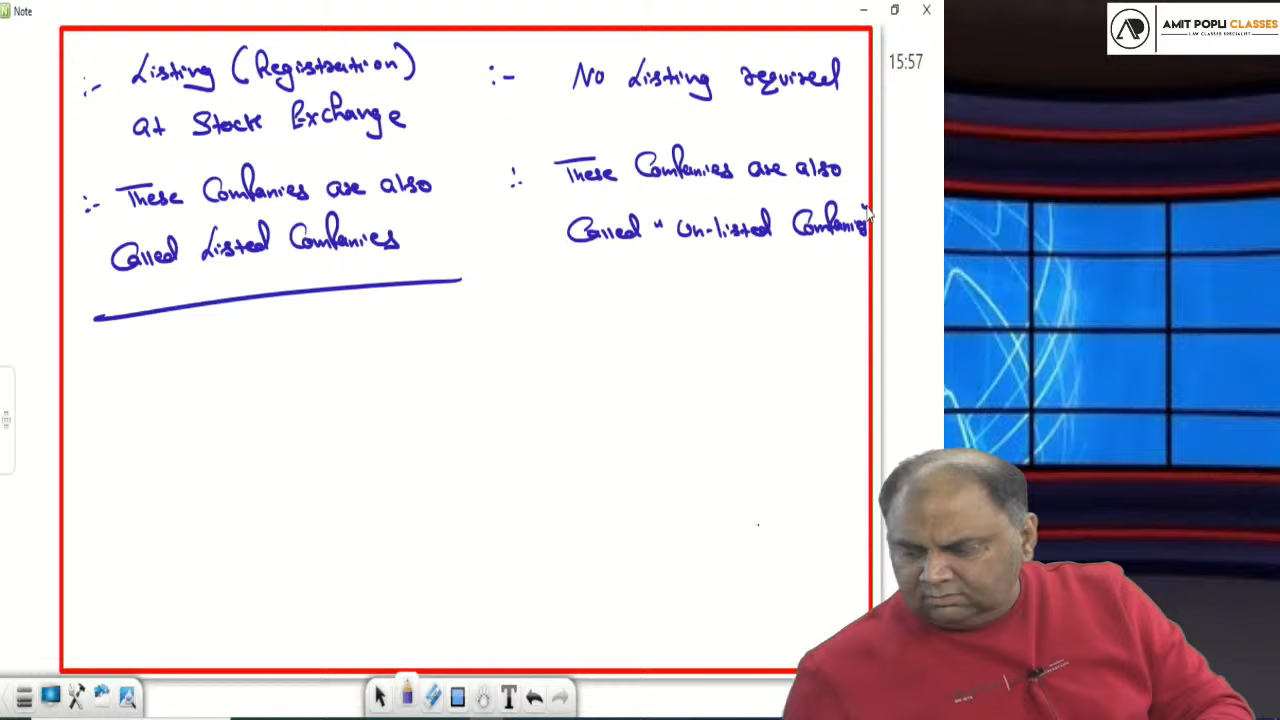 Note
AMIT POPLI CLASSES
LAW CLASSES SPECIALIST
15:57
:- Listing (Registration)
at Stock Exchange
:- These Companies are also
Called Listed Companies
:- No Listing required
:- These Companies are also
Called " Un-listed Companies